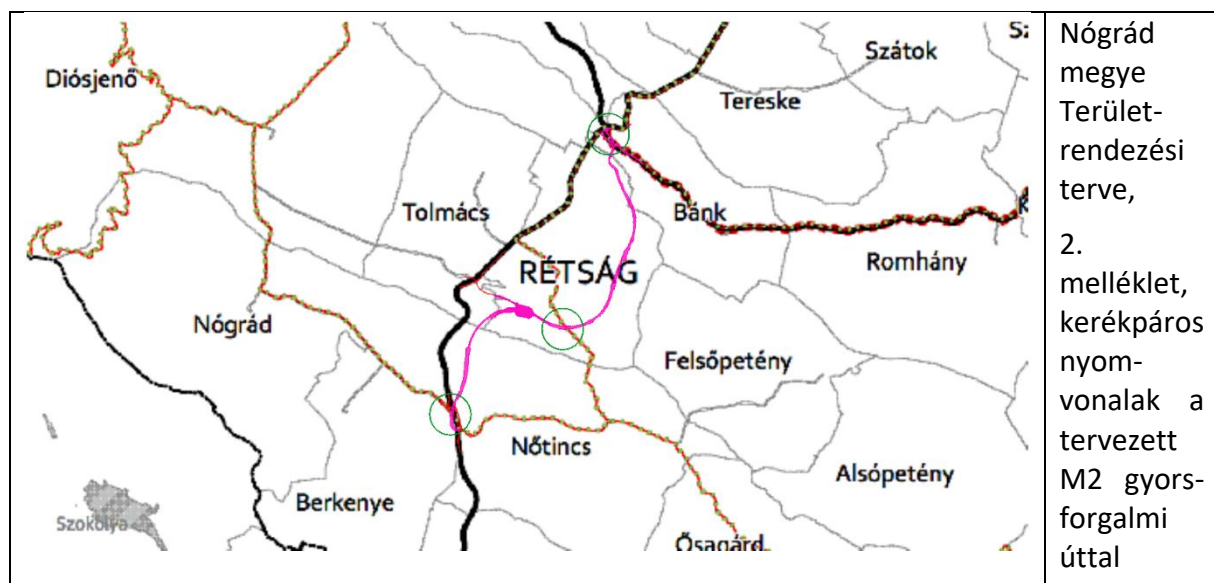 Szátok
Diósjenő
Tereske
Tolmács
Bánk
RÉTSÁG
Romhány
Nógrád
Felsőpetény
Nőtincs
Alsópetény
Berkenye
Szokolya
Ősagárd
Nógrád
megye
Terület-
rendezési
terve,
2.
melléklet,
kerékpáros
nyom-
vonalak a
tervezett
M2 gyors-
forgalmi
úttal